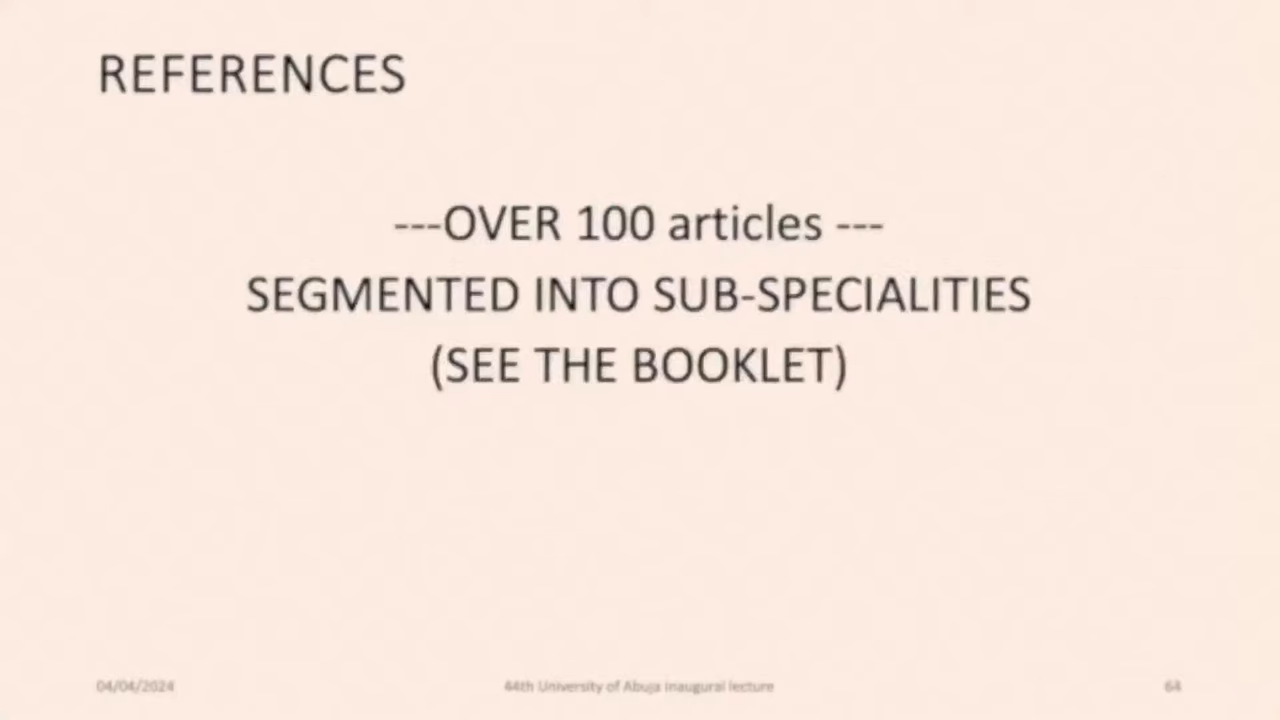 REFERENCES
---OVER 100 articles ---
SEGMENTED INTO SUB-SPECIALITIES
(SEE THE BOOKLET)
04/04/2024
44th University of Abuja Inaugural lecture
64